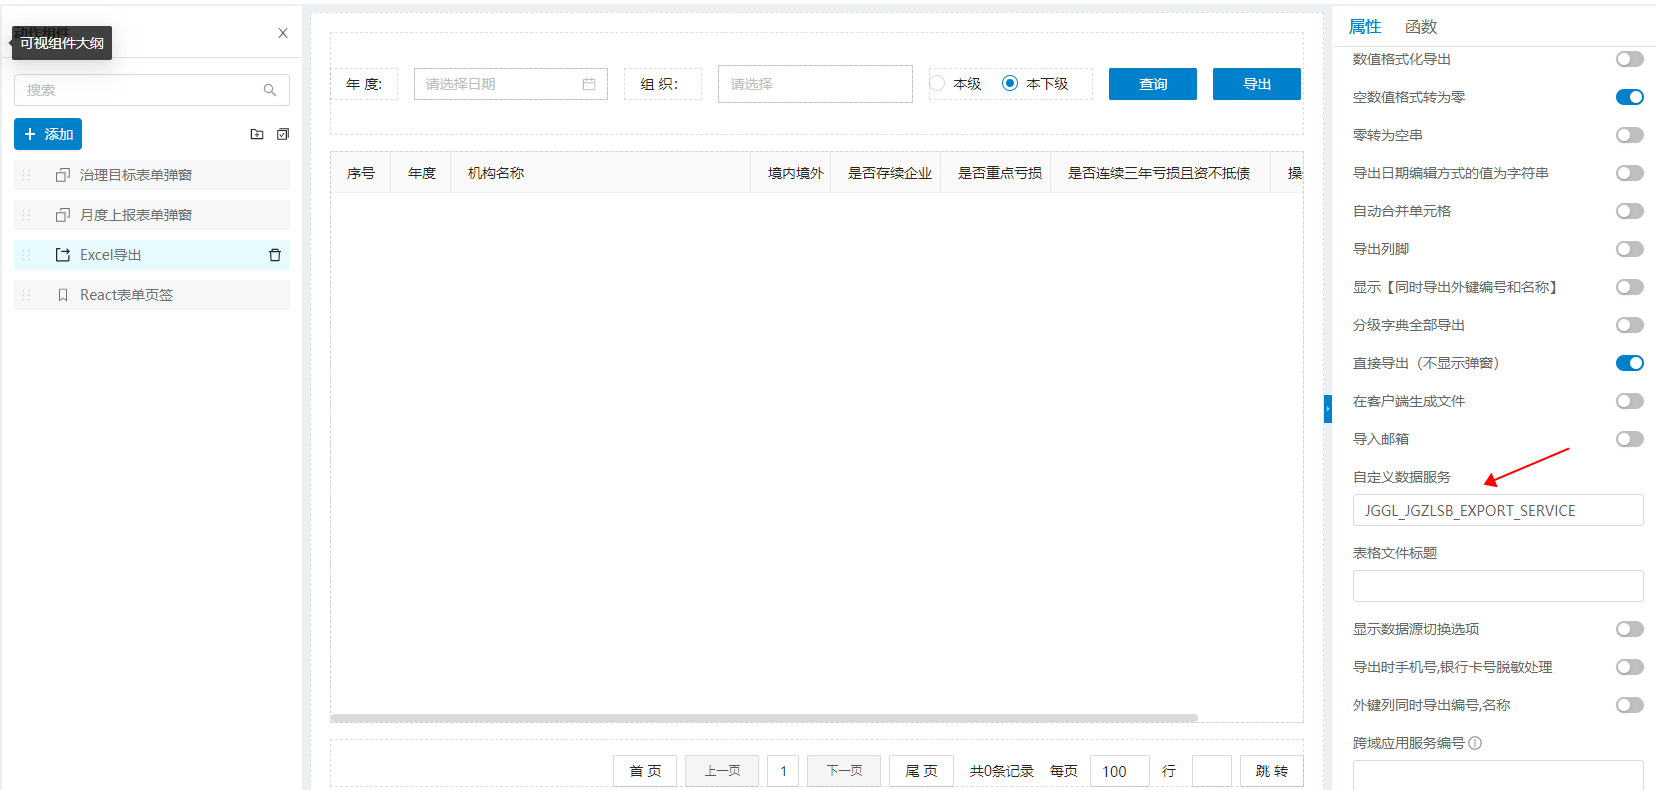 动作组件
可视组件大纲
搜索
添加
治理目标表单弹窗
月度上报表单弹窗
Excel导出
React表单页签
年 度:
请选择日期
组 织：
请选择
本级
本下级
查询
导出
序号
年度
机构名称
境内境外
是否存续企业
是否重点亏损
是否连续三年亏损且资不抵债
操
首 页
上一页
1
下一页
尾 页
共0条记录
每页
100
行
跳 转
属性
函数
数值格式化导出
空数值格式转为零
零转为空串
导出日期编辑方式的值为字符串
自动合并单元格
导出列脚
显示【同时导出外键编号和名称】
分级字典全部导出
直接导出（不显示弹窗）
在客户端生成文件
导入邮箱
自定义数据服务
JGGL_JGZLSB_EXPORT_SERVICE
表格文件标题
显示数据源切换选项
导出时手机号,银行卡号脱敏处理
外键列同时导出编号,名称
跨域应用服务编号